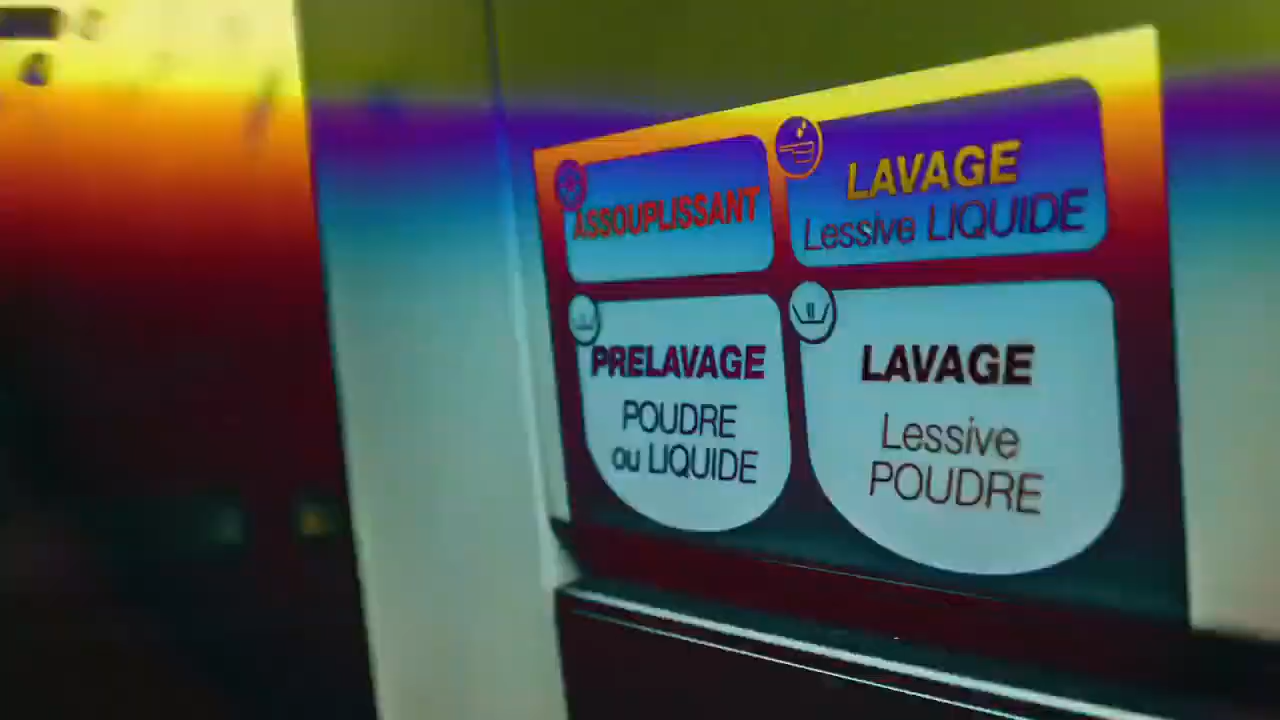 ASSOUPLISSANT
LAVAGE
Lessive LIQUIDE
PRELAVAGE
POUDRE
ou LIQUIDE
LAVAGE
Lessive
POUDRE